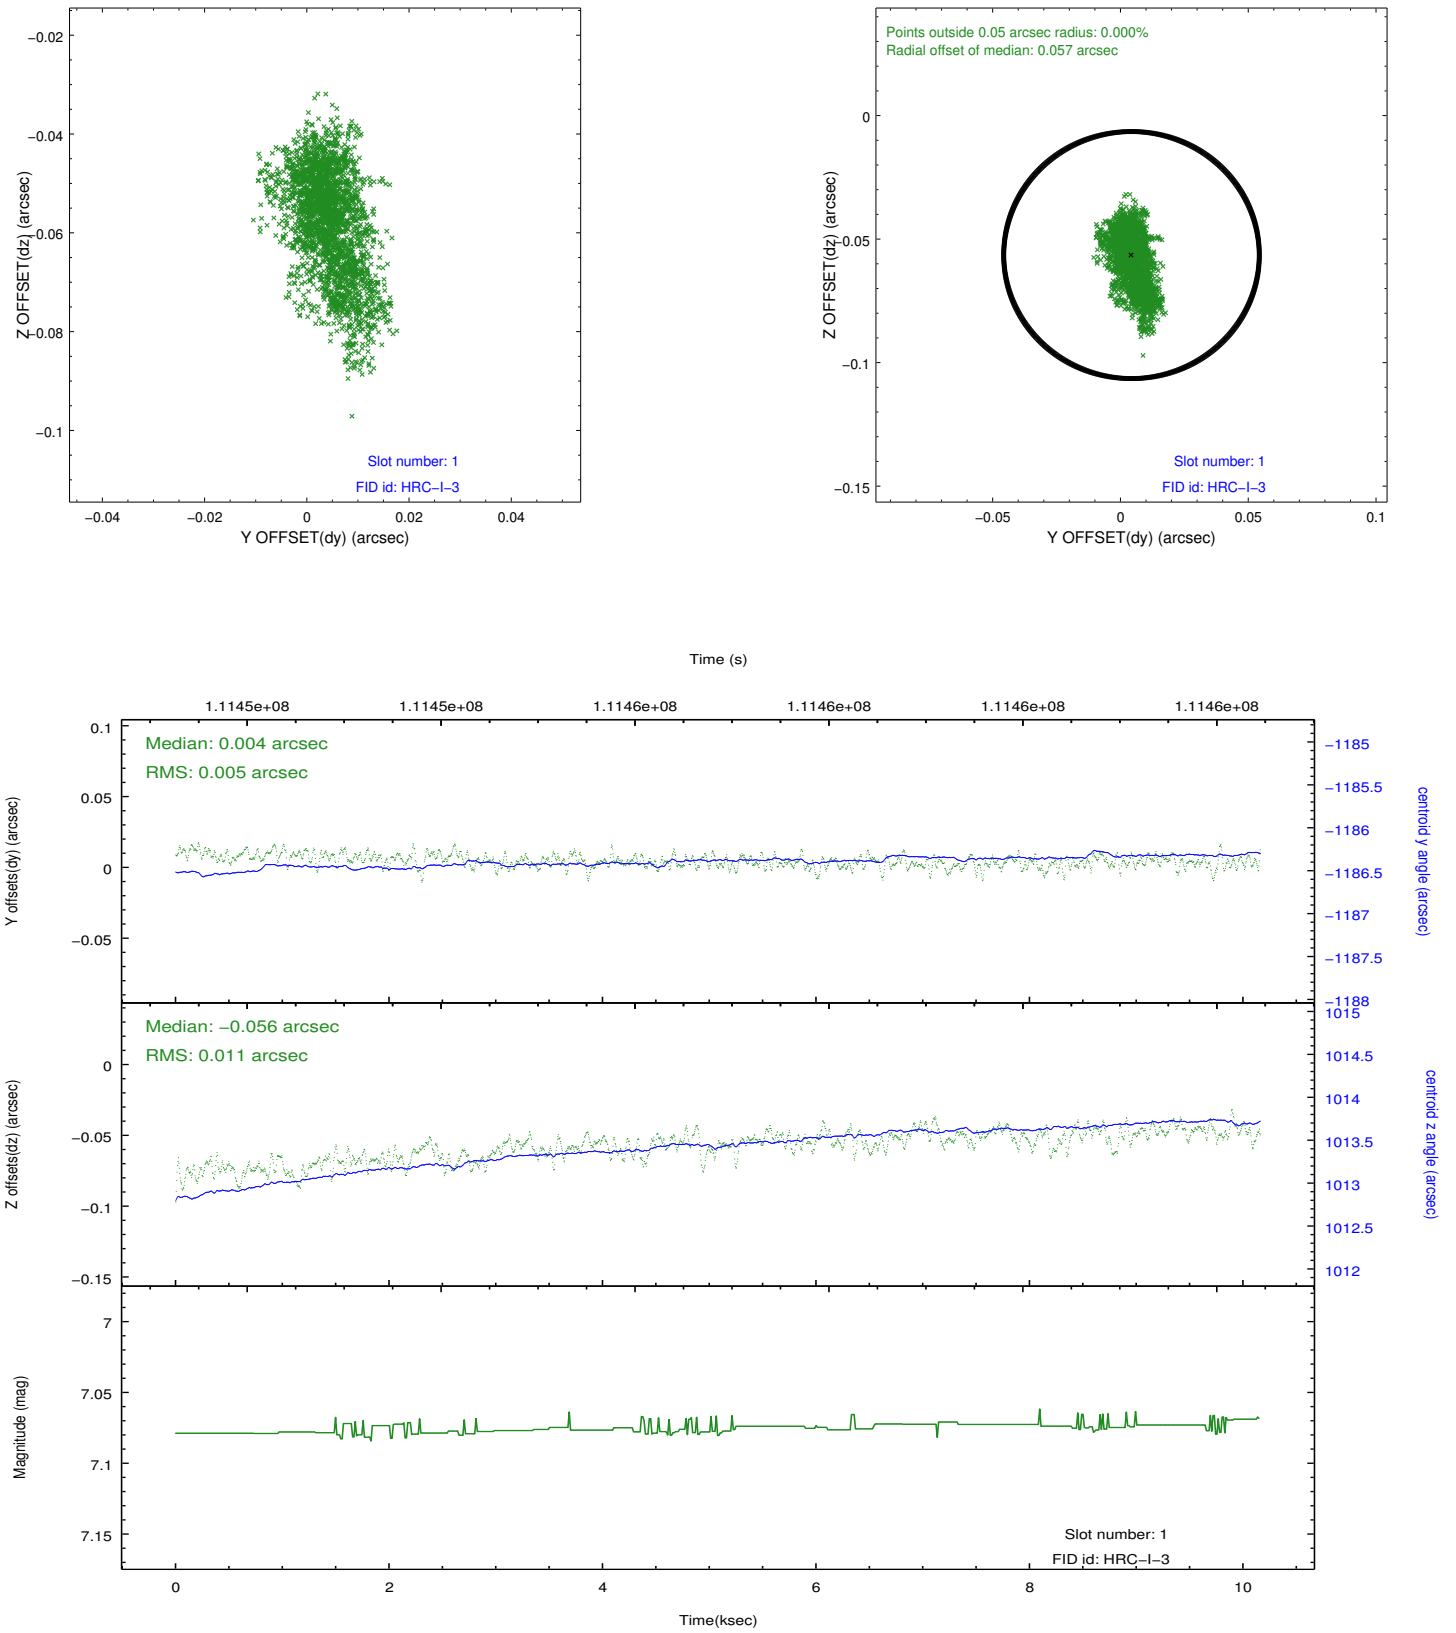 −0.02
−0.04
−0.06
−0.08
−0.1
Z OFFSET(dz) (arcsec)
Slot number: 1
FID id: HRC−I−3
−0.04
−0.02
0
0.02
0.04
Y OFFSET(dy) (arcsec)
Points outside 0.05 arcsec radius: 0.000%
Radial offset of median: 0.057 arcsec
0
−0.05
−0.1
−0.15
Z OFFSET(dz) (arcsec)
Slot number: 1
FID id: HRC−I−3
−0.05
0
0.05
0.1
Y OFFSET(dy) (arcsec)
Time (s)
1.1145e+08
1.1145e+08
1.1146e+08
1.1146e+08
1.1146e+08
1.1146e+08
Median: 0.004 arcsec
RMS: 0.005 arcsec
0.1
0.05
0
−0.05
Y offsets(dy) (arcsec)
−1185
−1185.5
−1186
−1186.5
−1187
−1187.5
−1188
centroid y angle (arcsec)
Median: −0.056 arcsec
RMS: 0.011 arcsec
0
−0.05
−0.1
−0.15
Z offsets(dz) (arcsec)
1015
1014.5
1014
1013.5
1013
1012.5
1012
centroid z angle (arcsec)
7
7.05
7.1
7.15
Magnitude (mag)
Slot number: 1
FID id: HRC−I−3
0
2
4
6
8
10
Time(ksec)